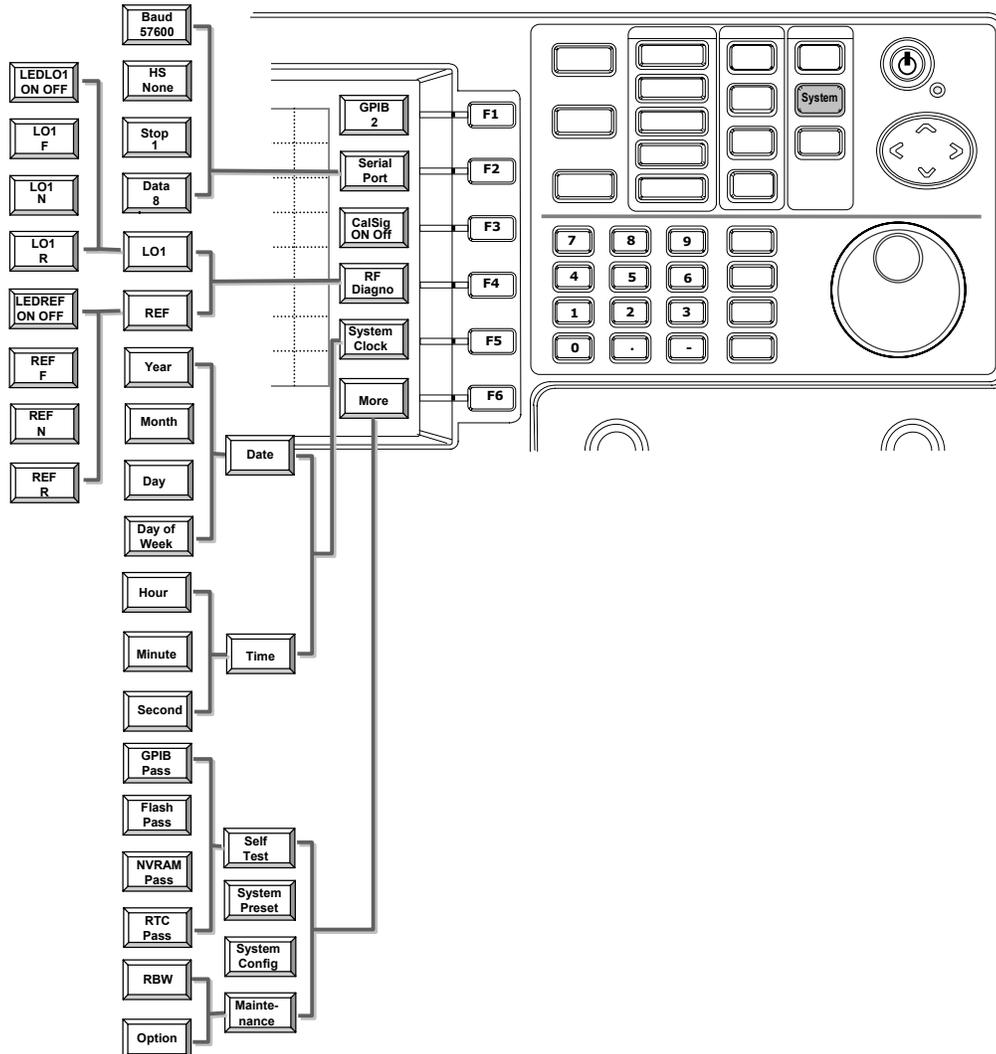 Baud
57600
HS
None
Stop
1
Data
8
LEDLO1
ON OFF
LO1
F
LO1
N
LO1
R
LEDREF
ON OFF
REF
F
REF
N
REF
R
LO1
REF
Year
Month
Day
Day of
Week
Hour
Minute
Second
GPIB
Pass
Flash
Pass
NVRAM
Pass
RTC
Pass
RBW
Option
Date
Time
Self
Test
System
Preset
System
Config
Mainte-
nance
GPIB
2
Serial
Port
CalSig
ON Off
RF
Diagno
System
Clock
More
F1
F2
F3
F4
F5
F6
System
7 8 9
4 5 6
1 2 3
0 . -